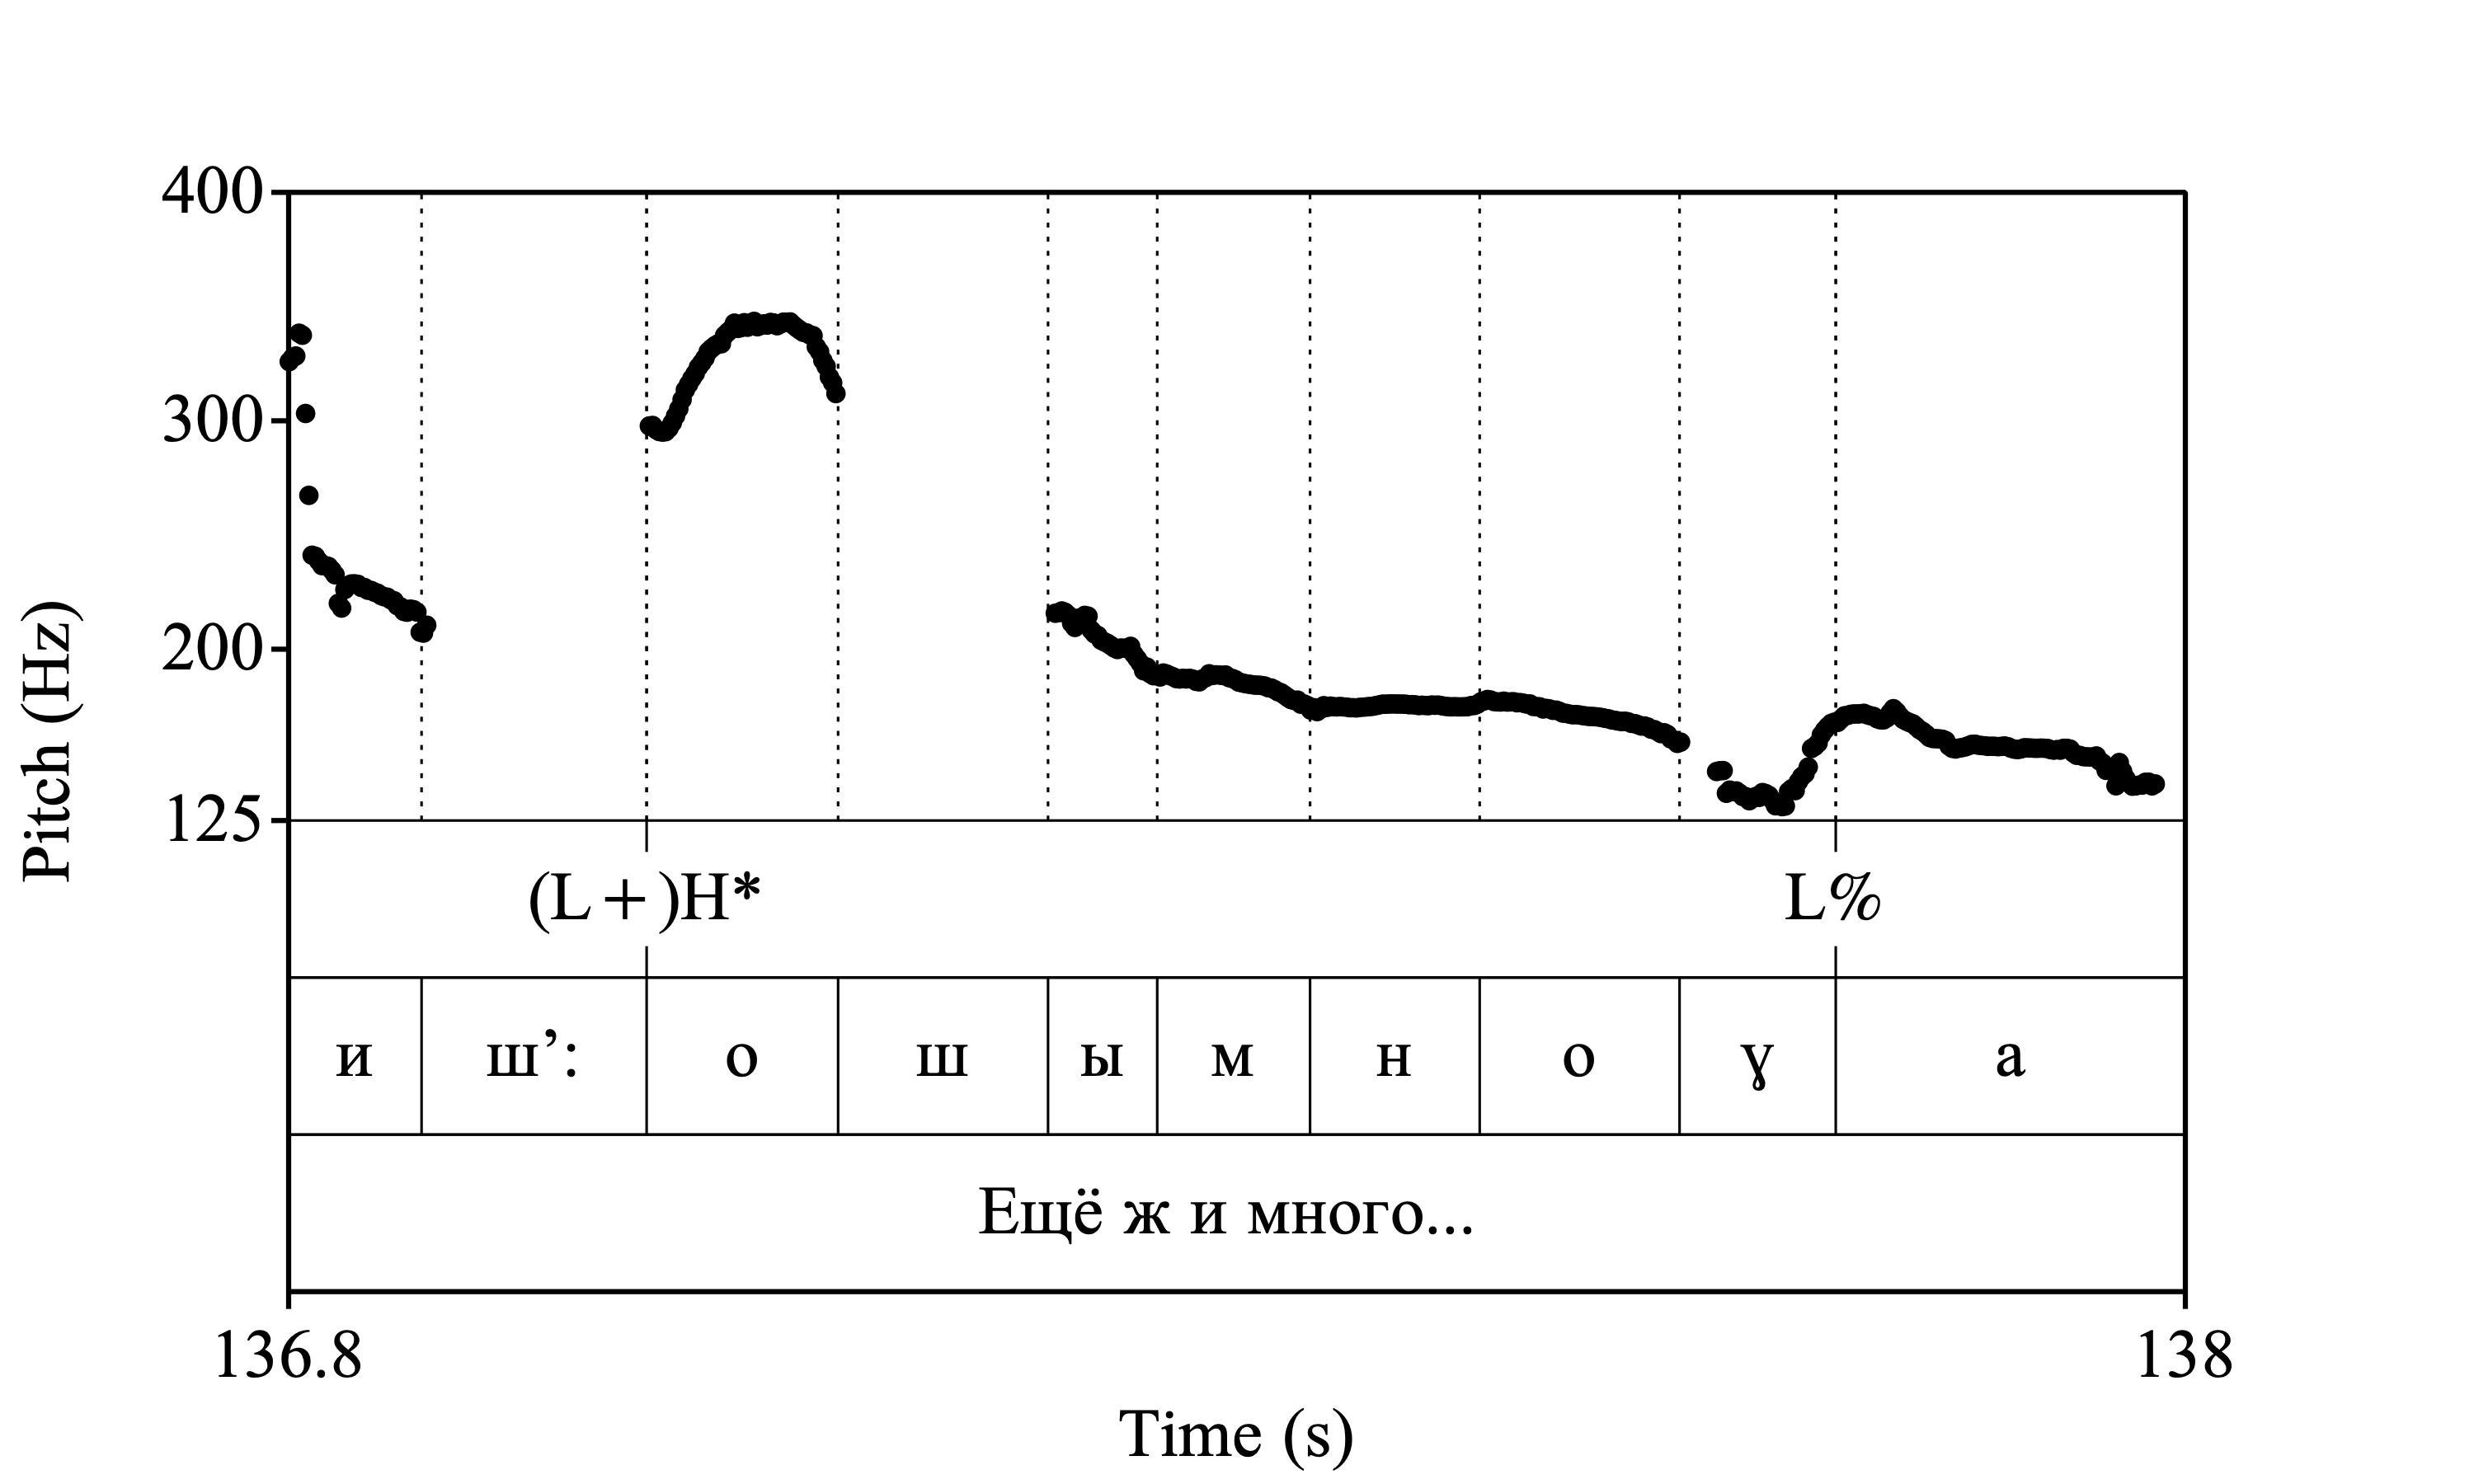 400
300
200
125
Pitch (Hz)
(L+)H* L%
и ш’: о ш ы м н о ɣ а
Ещё ж и много...
136.8 138
Time (s)